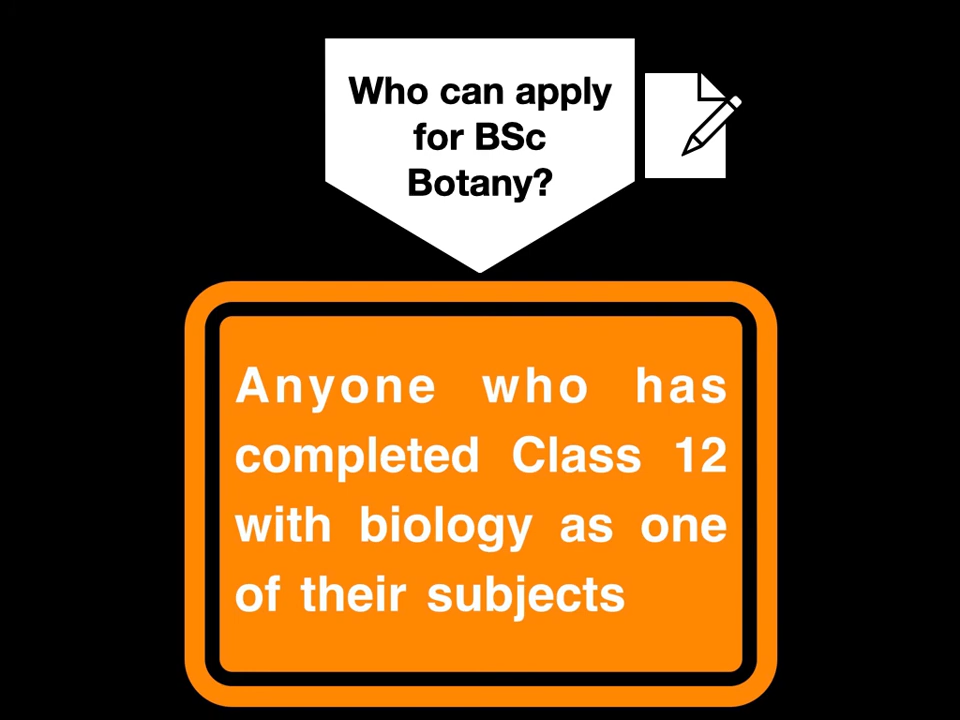 Who can apply
for BSc
Botany?
Anyone who has
completed Class 12
with biology as one
of their subjects